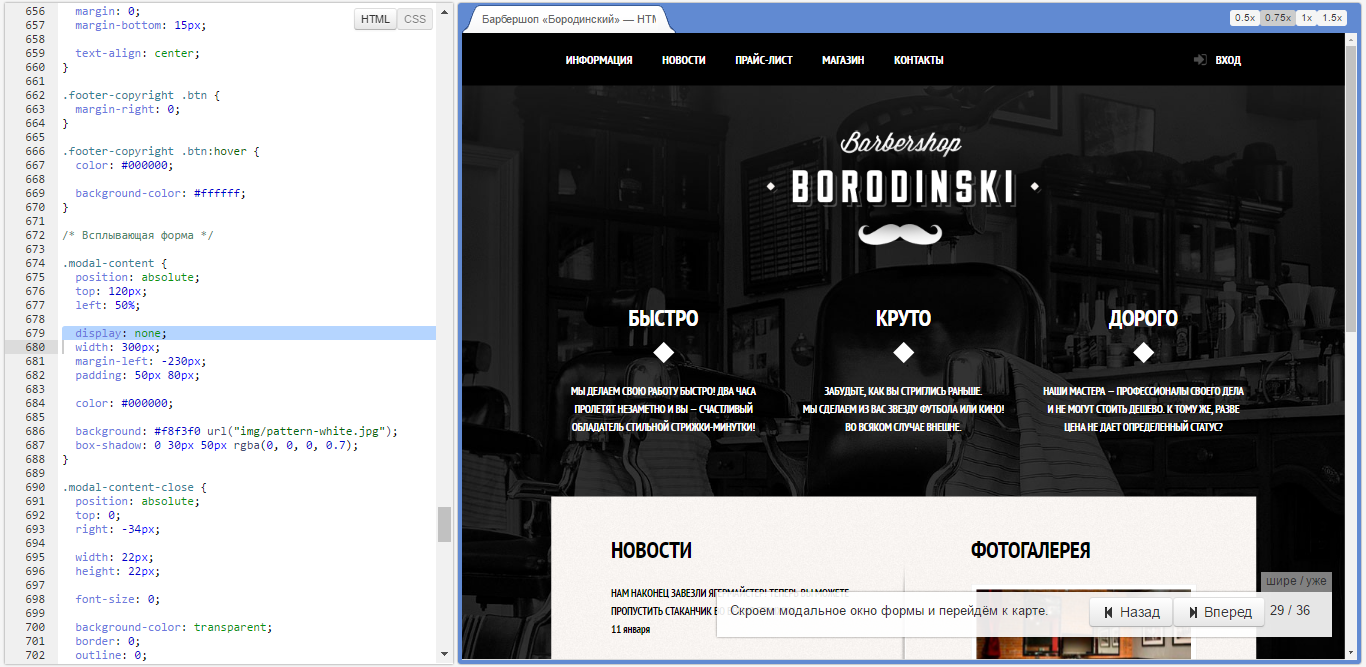 656 margin: 0;
657 margin-bottom: 15px;
658
659 text-align: center;
660 }
661
662 .footer-copyright .btn {
663 margin-right: 0;
664 }
665
666 .footer-copyright .btn:hover {
667 color: #000000;
668
669 background-color: #ffffff;
670 }
671
672 /* Всплывающая форма */
673
674 .modal-content {
675 position: absolute;
676 top: 120px;
677 left: 50%;
678
679 display: none;
680 width: 300px;
681 margin-left: -230px;
682 padding: 50px 80px;
683
684 color: #000000;
685
686 background: #f8f3f0 url("img/pattern-white.jpg");
687 box-shadow: 0 30px 50px rgba(0, 0, 0, 0.7);
688 }
689
690 .modal-content-close {
691 position: absolute;
692 top: 0;
693 right: -34px;
694
695 width: 22px;
696 height: 22px;
697
698 font-size: 0;
699
700 background-color: transparent;
701 border: 0;
702 outline: 0;
HTML CSS
Барбершоп «Бородинский» — HTM
0.5x 0.75x 1x 1.5x
ИНФОРМАЦИЯ НОВОСТИ ПРАЙС-ЛИСТ МАГАЗИН КОНТАКТЫ ВХОД
Barbershop
BORODINSKI
БЫСТРО
МЫ ДЕЛАЕМ СВОЮ РАБОТУ БЫСТРО! ДВА ЧАСА
ПРОЛЕТЯТ НЕЗАМЕТНО И ВЫ — СЧАСТЛИВЫЙ
ОБЛАДАТЕЛЬ СТИЛЬНОЙ СТРИЖКИ-МИНУТКИ!
КРУТО
ЗАБУДЬТЕ, КАК ВЫ СТРИГЛИСЬ РАНЬШЕ.
МЫ СДЕЛАЕМ ИЗ ВАС ЗВЕЗДУ ФУТБОЛА ИЛИ КИНО!
ВО ВСЯКОМ СЛУЧАЕ ВНЕШНЕ.
ДОРОГО
НАШИ МАСТЕРА — ПРОФЕССИОНАЛЫ СВОЕГО ДЕЛА
И НЕ МОГУТ СТОИТЬ ДЕШЕВО. К ТОМУ ЖЕ, РАЗВЕ
ЦЕНА НЕ ДАЕТ ОПРЕДЕЛЕННЫЙ СТАТУС?
НОВОСТИ
НАМ НАКОНЕЦ ЗАВЕЗЛИ ЯГЕРМАЙСТЕР! ТЕПЕРЬ ВЫ МОЖЕТЕ
ПРОПУСТИТЬ СТАКАНЧИК
11 января
ФОТОГАЛЕРЕЯ
шире / уже
Скроем модальное окно формы и перейдём к карте.
Назад Вперед 29 / 36